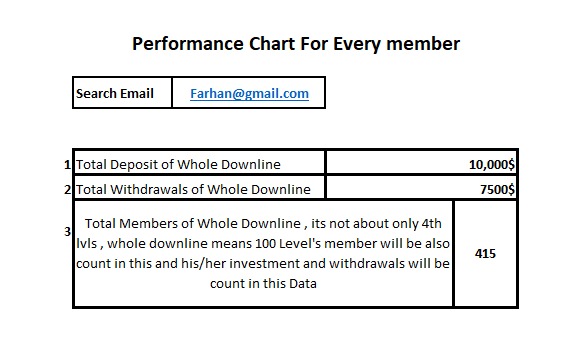 Performance Chart For Every member
Search Email Farhan@gmail.com
1 Total Deposit of Whole Downline 10,000$
2 Total Withdrawals of Whole Downline 7500$
3 Total Members of Whole Downline , its not about only 4th
lvls , whole downline means 100 Level's member will be also
count in this and his/her investment and withdrawals will be
count in this Data
415